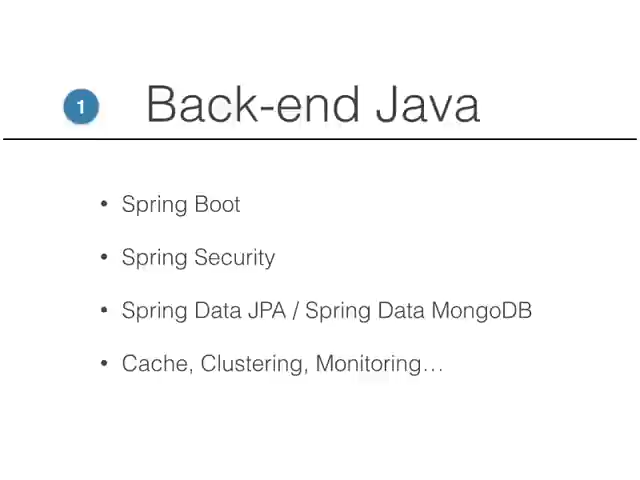 1 Back-end Java
• Spring Boot
• Spring Security
• Spring Data JPA / Spring Data MongoDB
• Cache, Clustering, Monitoring…